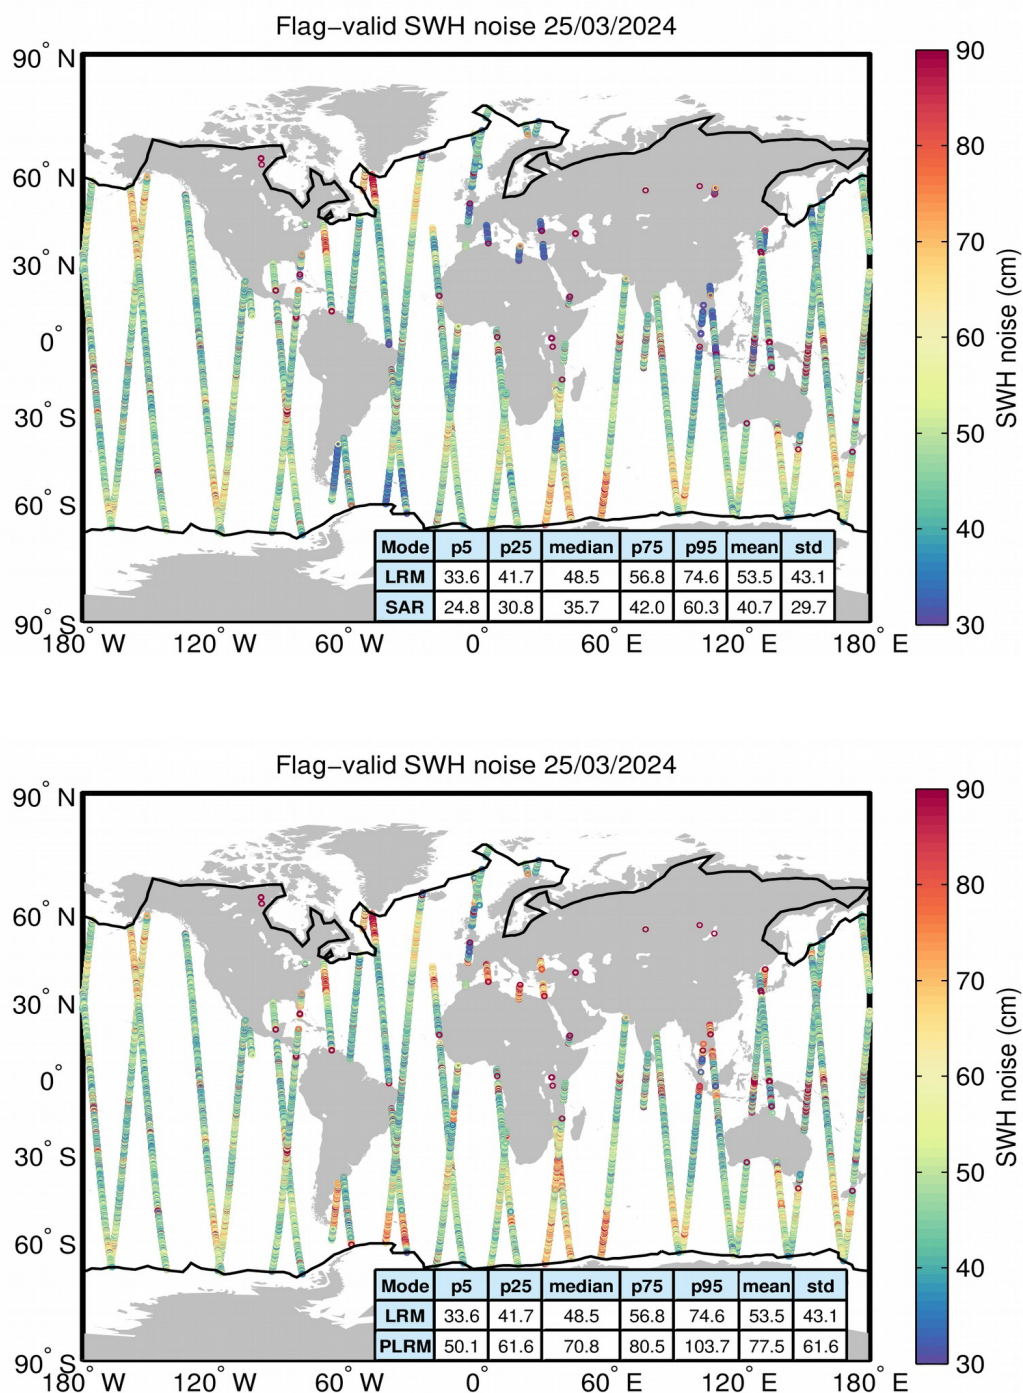 Flag−valid SWH noise 25/03/2024
90° N
60° N
30° N
0°
30° S
60° S
90° S
180° W
120° W
60° W
0°
60° E
120° E
180° E
90
80
70
60
50
40
30
SWH noise (cm)
Mode p5 p25 median p75 p95 mean std
LRM 33.6 41.7 48.5 56.8 74.6 53.5 43.1
SAR 24.8 30.8 35.7 42.0 60.3 40.7 29.7
Flag−valid SWH noise 25/03/2024
90° N
60° N
30° N
0°
30° S
60° S
90° S
180° W
120° W
60° W
0°
60° E
120° E
180° E
90
80
70
60
50
40
30
SWH noise (cm)
Mode p5 p25 median p75 p95 mean std
LRM 33.6 41.7 48.5 56.8 74.6 53.5 43.1
PLRM 50.1 61.6 70.8 80.5 103.7 77.5 61.6